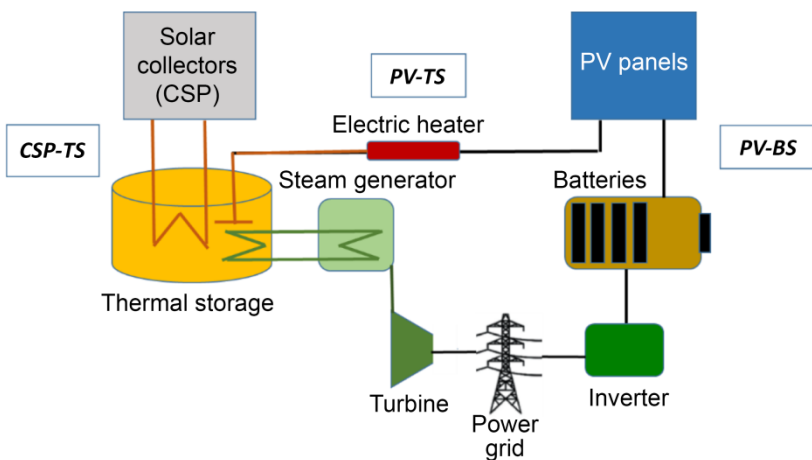 Solar
collectors
(CSP)
PV-TS
PV panels
Electric heater
CSP-TS
PV-BS
Steam generator
Batteries
Thermal storage
Turbine
Power
grid
Inverter